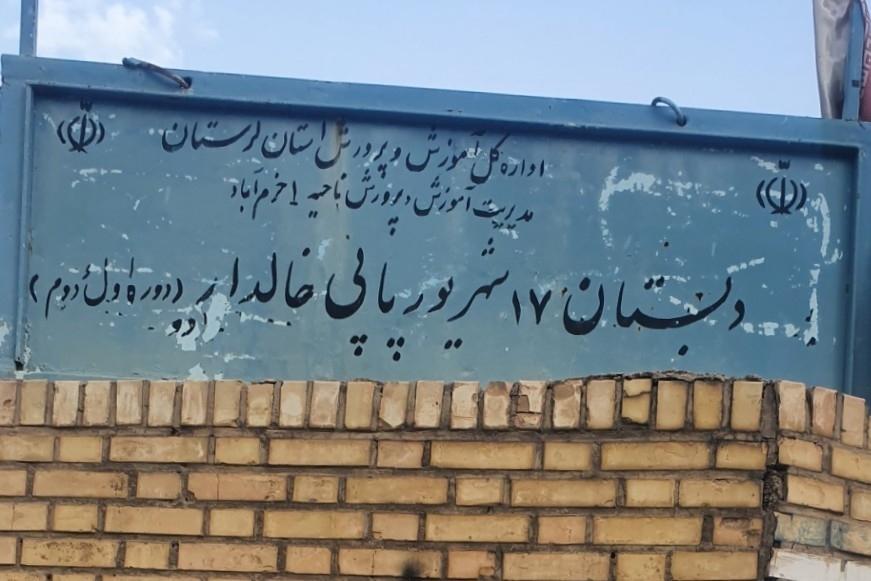 اداره کل آموزش و پرورش استان لرستان
مدیریت آموزش و پرورش ناحیه ۱ خرم آباد
دبستان ۱۷ شهریور پاپی خالدار (دوره اول و دوم)